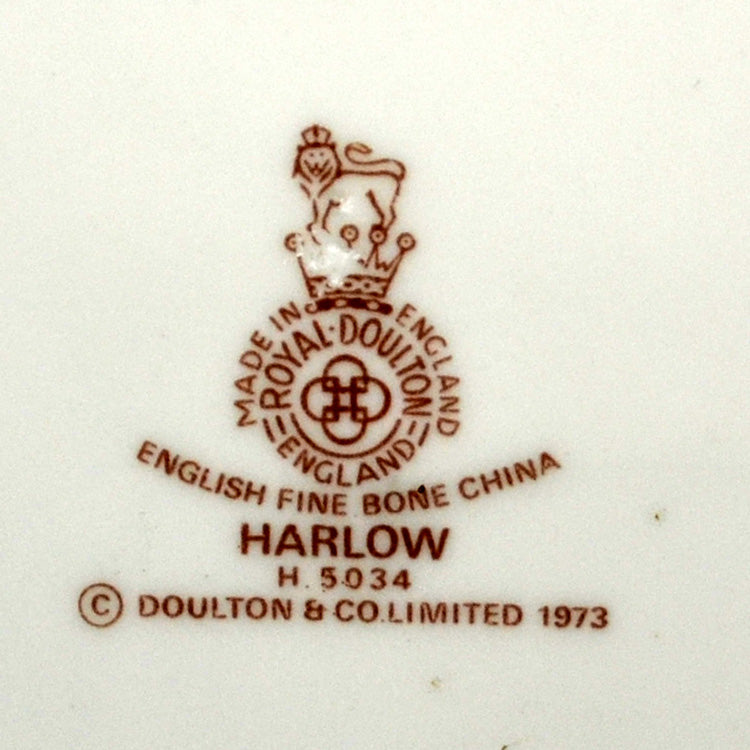 MADE IN ENGLAND
ROYAL·DOULTON
ENGLAND
ENGLISH FINE BONE CHINA
HARLOW
H. 5034
© DOULTON & CO.LIMITED 1973